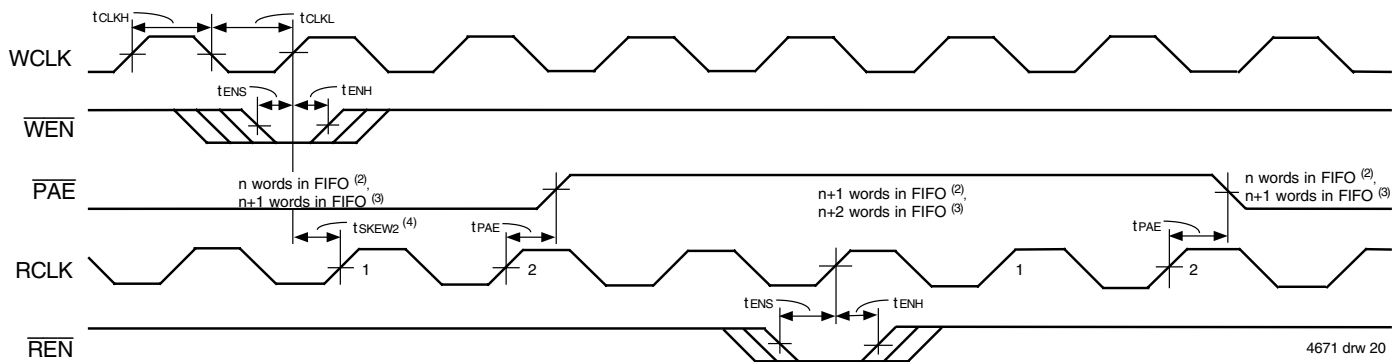 tCLKH
tCLKL
WCLK
tENS
tENH
WEN
PAE
n words in FIFO (2),
n+1 words in FIFO (3)
n+1 words in FIFO (2),
n+2 words in FIFO (3)
n words in FIFO (2),
n+1 words in FIFO (3)
tSKEW2 (4)
tPAE
tPAE
RCLK
1
2
1
2
tENS
tENH
REN
4671 drw 20